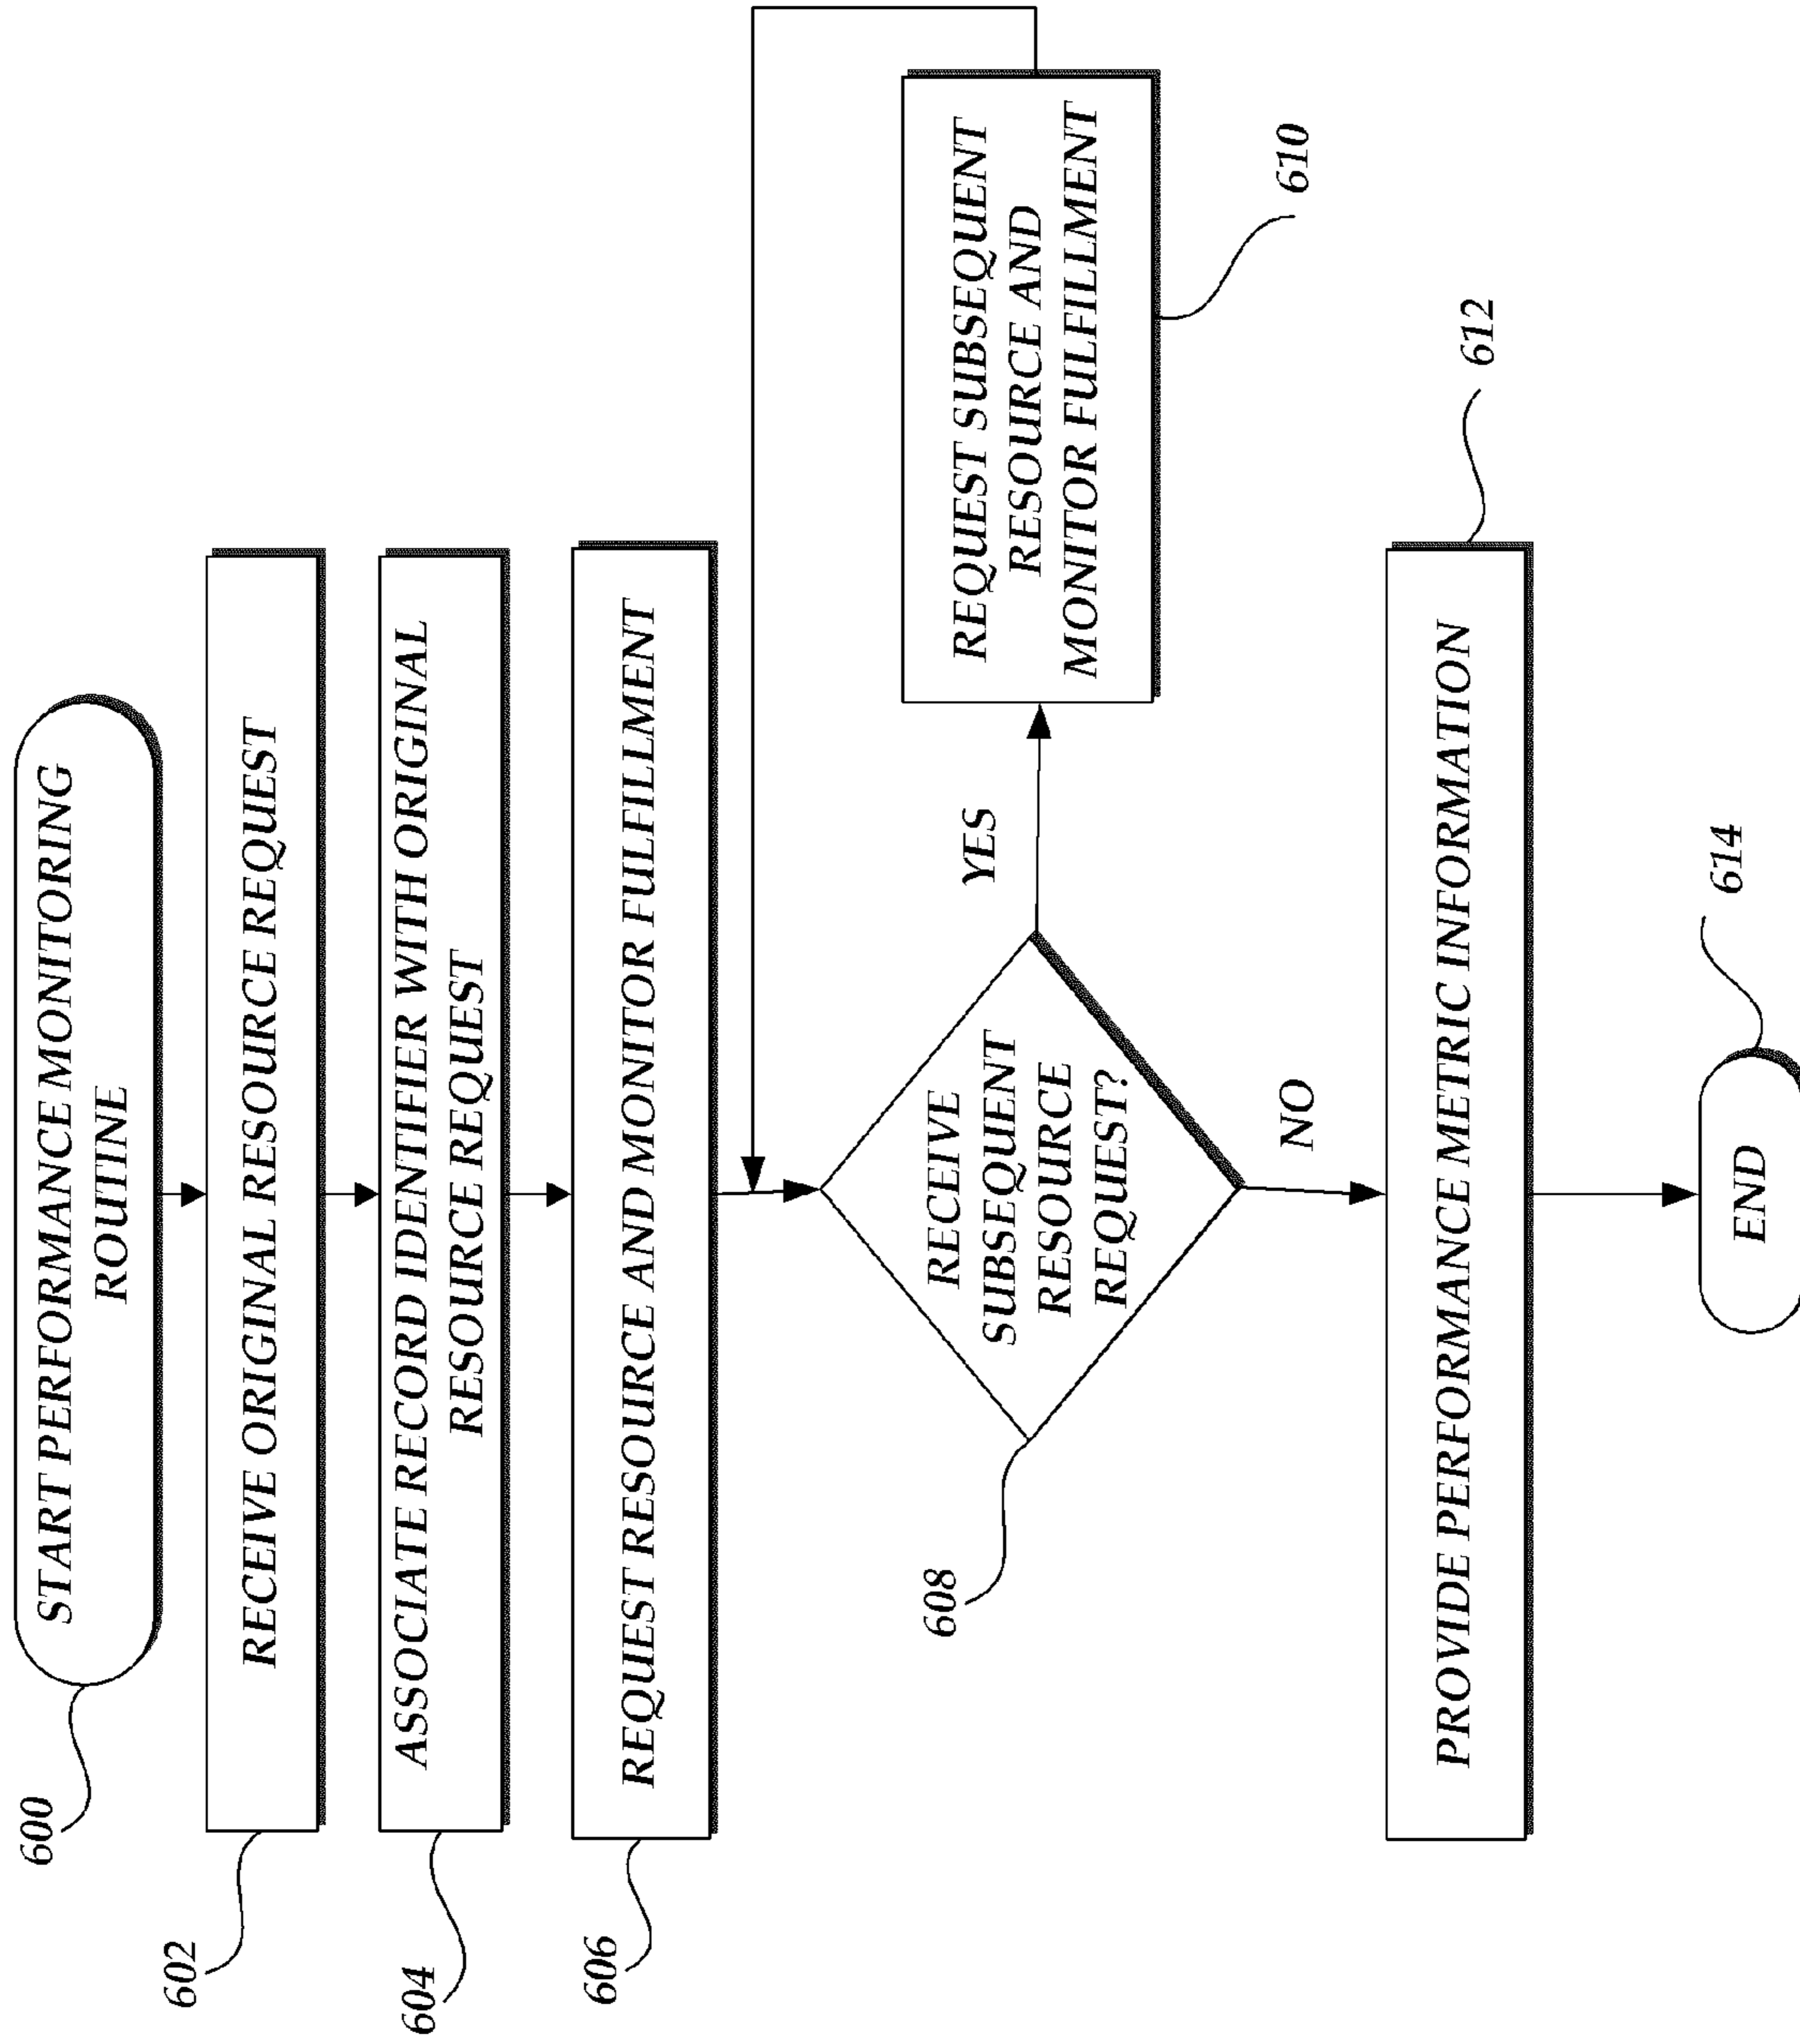 600
START PERFORMANCE MONITORING
ROUTINE
602
RECEIVE ORIGINAL RESOURCE REQUEST
604
ASSOCIATE RECORD IDENTIFIER WITH ORIGINAL
RESOURCE REQUEST
606
REQUEST RESOURCE AND MONITOR FULFILLMENT
608
RECEIVE
SUBSEQUENT
RESOURCE
REQUEST?
YES
REQUEST SUBSEQUENT
RESOURCE AND
MONITOR FULFILLMENT
610
NO
PROVIDE PERFORMANCE METRIC INFORMATION
612
END
614